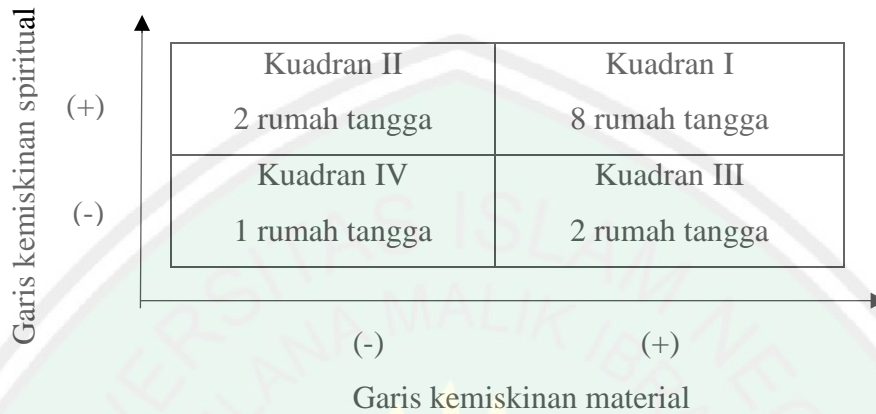 Garis kemiskinan spiritual
(+)
(-)
Kuadran II
2 rumah tangga
Kuadran I
8 rumah tangga
Kuadran IV
1 rumah tangga
Kuadran III
2 rumah tangga
(-)
(+)
Garis kemiskinan material